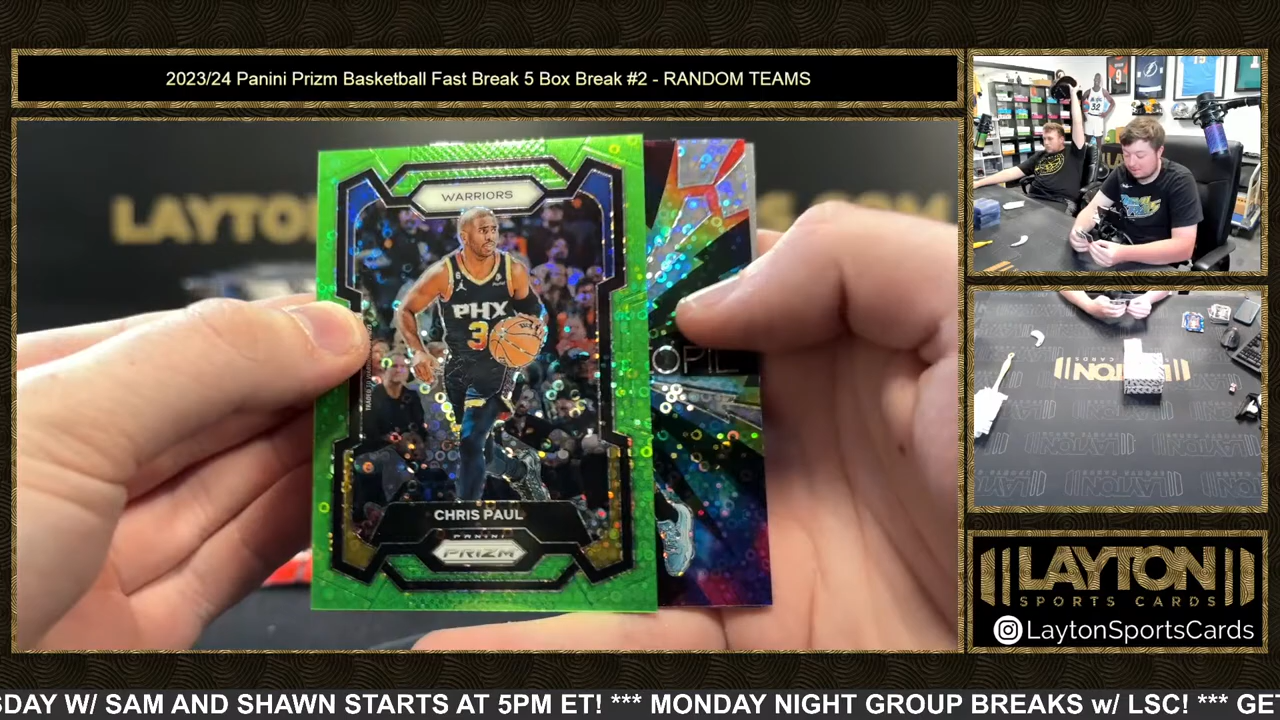 2023/24 Panini Prizm Basketball Fast Break 5 Box Break #2 - RANDOM TEAMS
WARRIORS
PHX
3
CHRIS PAUL
PANINI
PRIZM
LAYTON
SPORTS CARDS
LaytonSportsCards
SDAY W/ SAM AND SHAWN STARTS AT 5PM ET! *** MONDAY NIGHT GROUP BREAKS w/ LSC! *** GE